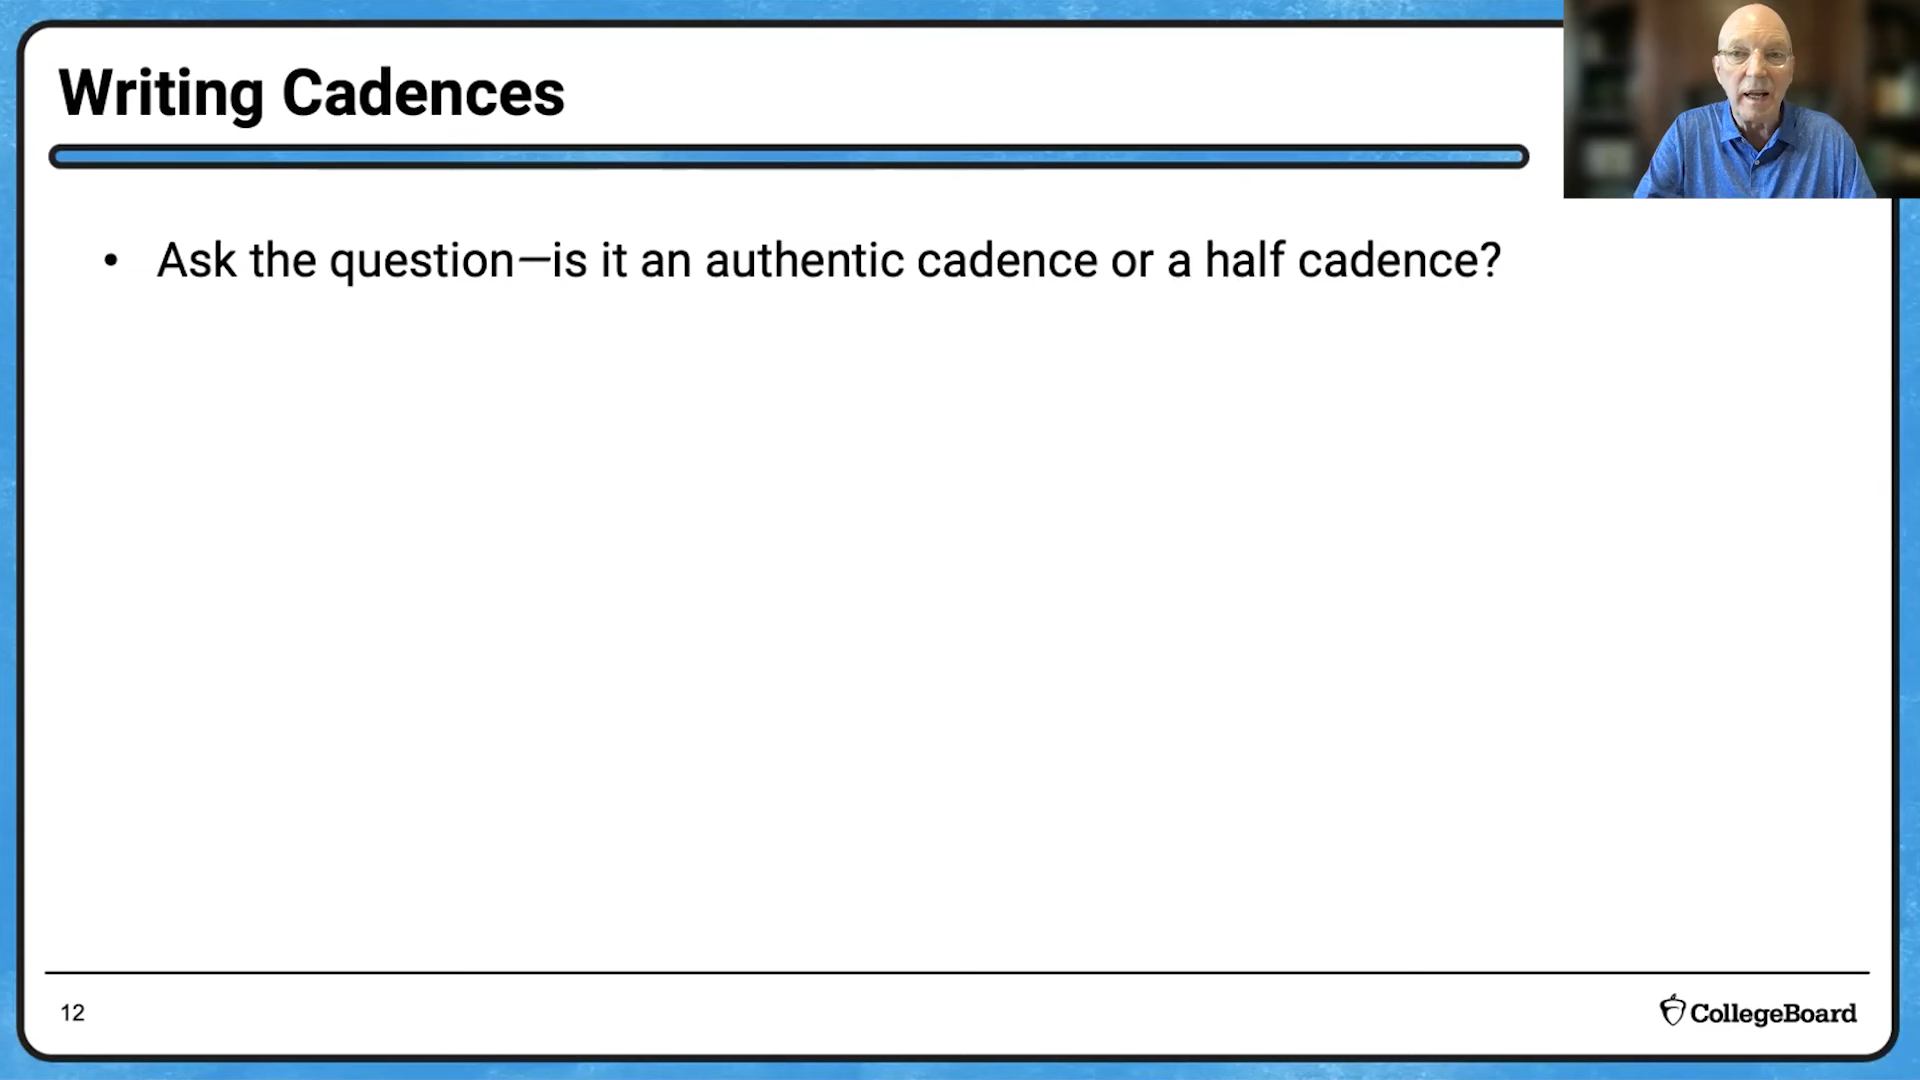 Writing Cadences
• Ask the question—is it an authentic cadence or a half cadence?
12
CollegeBoard